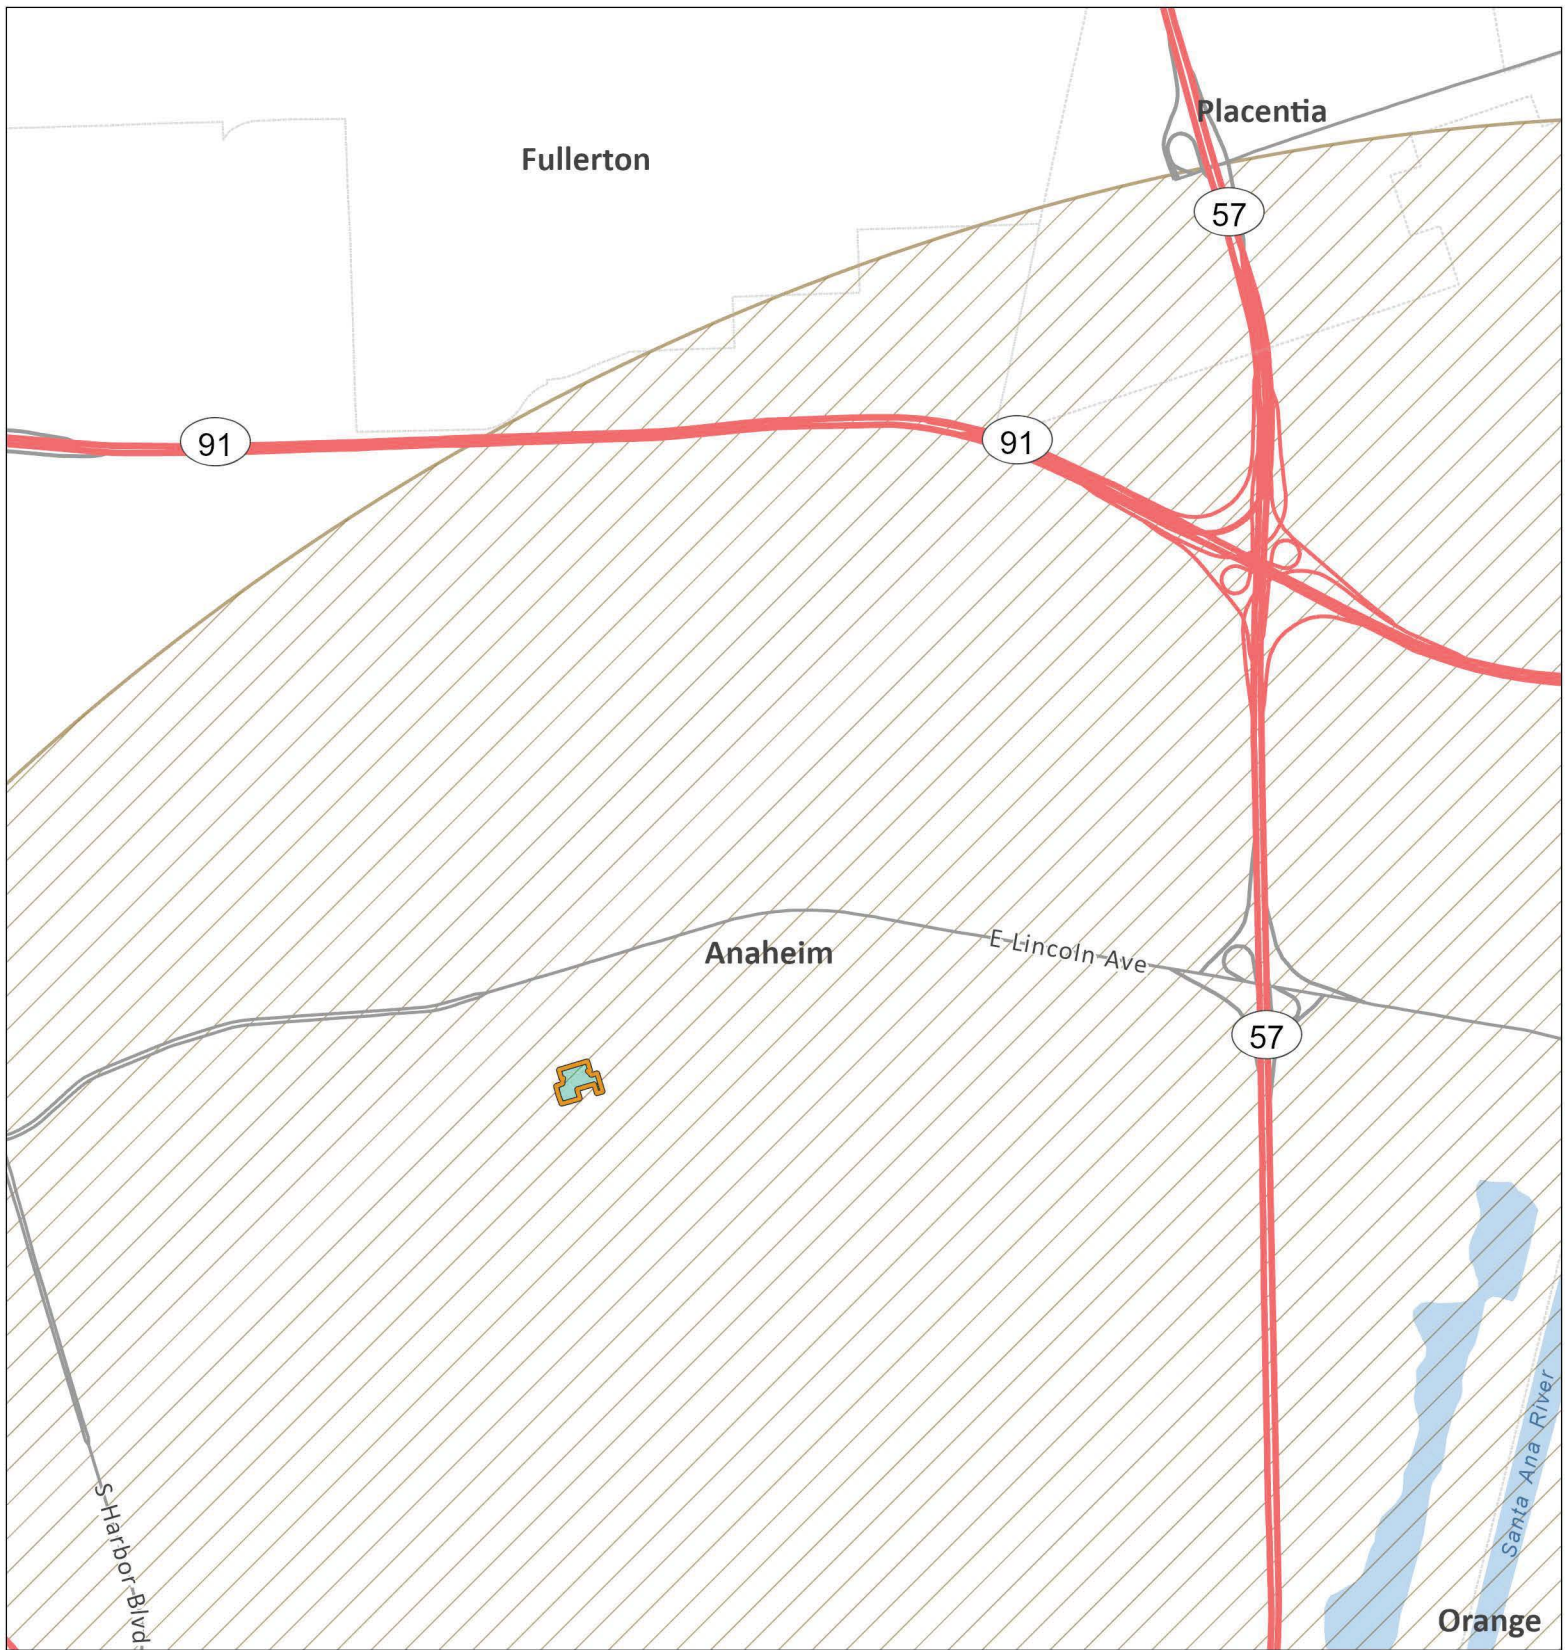 Placentia
Fullerton
57
91
91
E Lincoln Ave
Anaheim
57
Santa Ana River
S Harbor Blvd
Orange